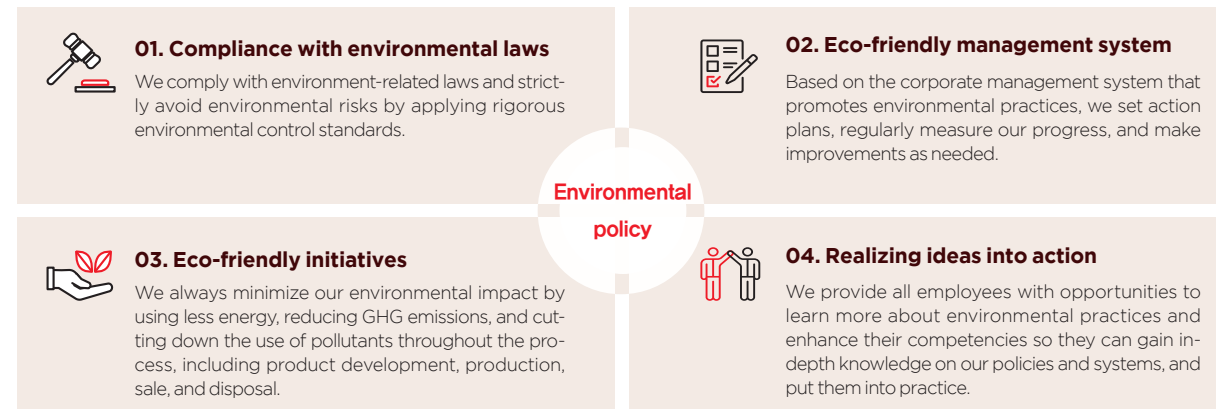 01. Compliance with environmental laws
We comply with environment-related laws and strict-
ly avoid environmental risks by applying rigorous
environmental control standards.
02. Eco-friendly management system
Based on the corporate management system that
promotes environmental practices, we set action
plans, regularly measure our progress, and make
improvements as needed.
Environmental
policy
03. Eco-friendly initiatives
We always minimize our environmental impact by
using less energy, reducing GHG emissions, and cut-
ting down the use of pollutants throughout the pro-
cess, including product development, production,
sale, and disposal.
04. Realizing ideas into action
We provide all employees with opportunities to
learn more about environmental practices and
enhance their competencies so they can gain in-
depth knowledge on our policies and systems, and
put them into practice.